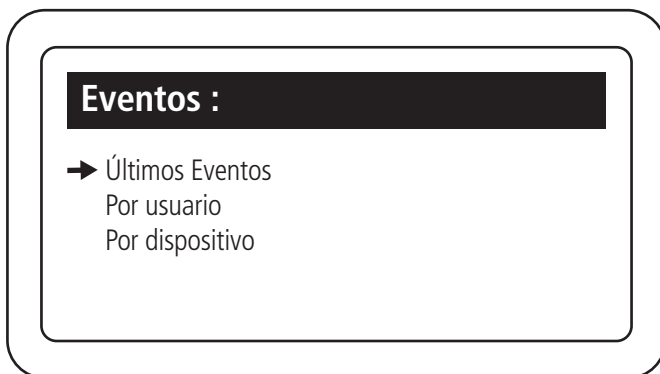 Eventos :
Últimos Eventos
Por usuario
Por dispositivo